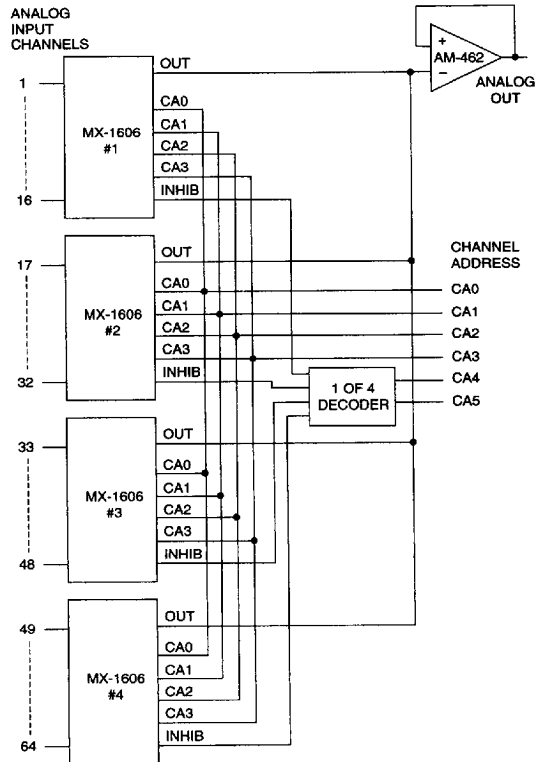 ANALOG
INPUT
CHANNELS
1
16
MX-1606
#1
OUT
CA0
CA1
CA2
CA3
INHIB
+
AM-462
−
ANALOG
OUT
17
32
MX-1606
#2
OUT
CA0
CA1
CA2
CA3
INHIB
CHANNEL
ADDRESS
CA0
CA1
CA2
CA3
CA4
CA5
1 OF 4
DECODER
33
48
MX-1606
#3
OUT
CA0
CA1
CA2
CA3
INHIB
49
64
MX-1606
#4
OUT
CA0
CA1
CA2
CA3
INHIB